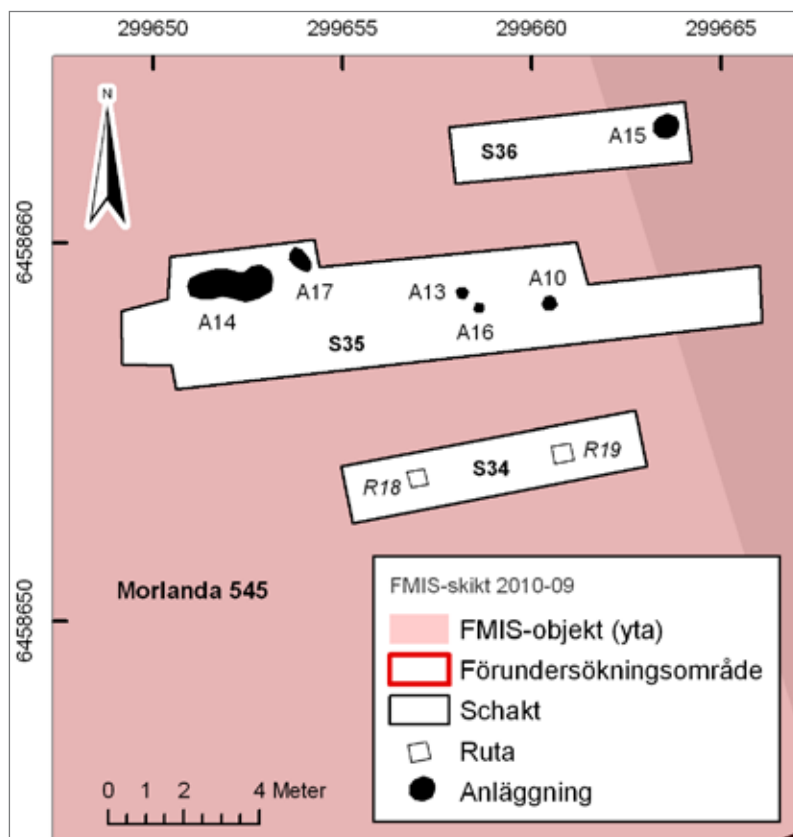 299650 299655 299660 299665
N
S36 A15
6458660
A17 A13 A10
A14 A16
S35
R18 S34 R19
Morlanda 545
6458650
FMIS-skikt 2010-09
FMIS-objekt (yta)
Förundersökningsområde
Schakt
Ruta
Anläggning
0 1 2 4 Meter